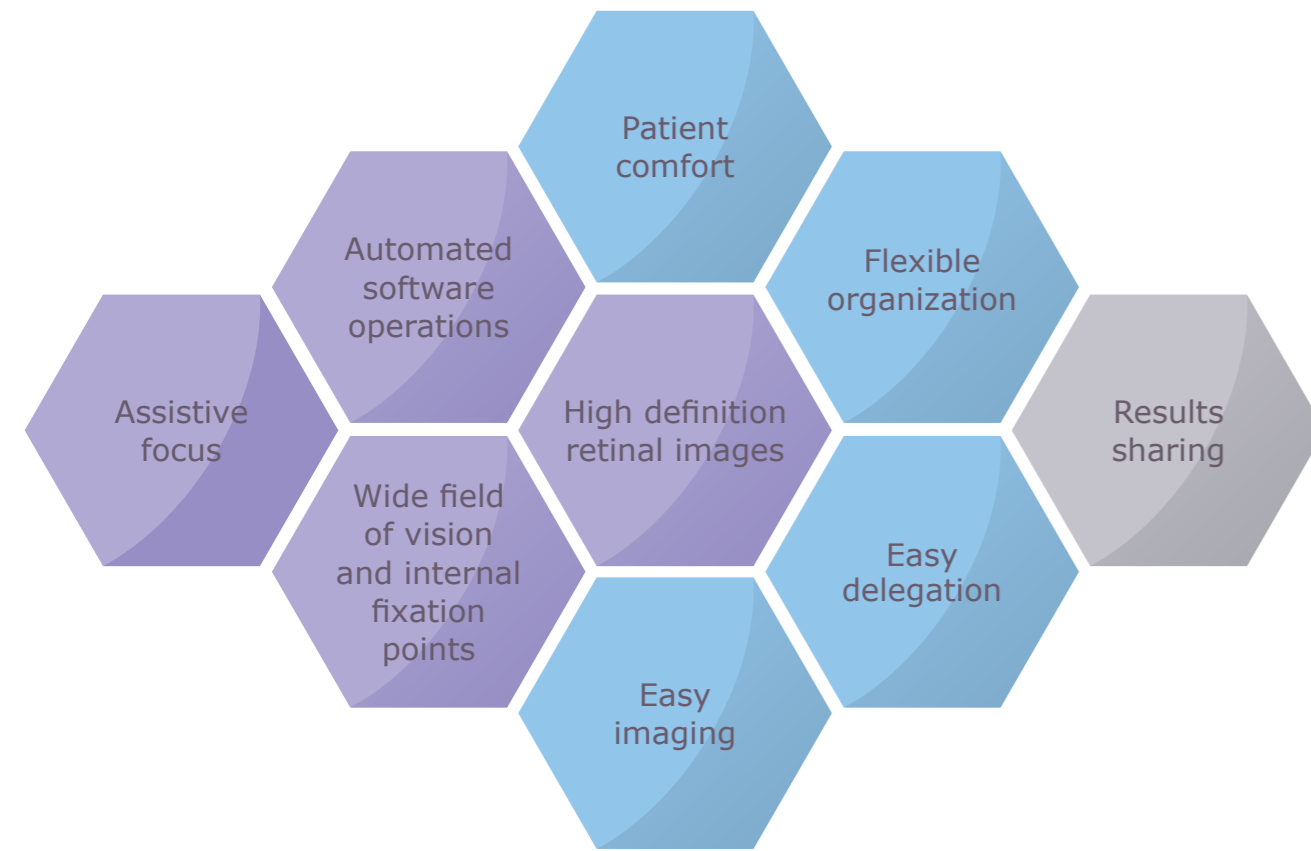 Patient
comfort
Automated
software
operations
Flexible
organization
Assistive
focus
High definition
retinal images
Results
sharing
Wide field
of vision
and internal
fixation
points
Easy
delegation
Easy
imaging